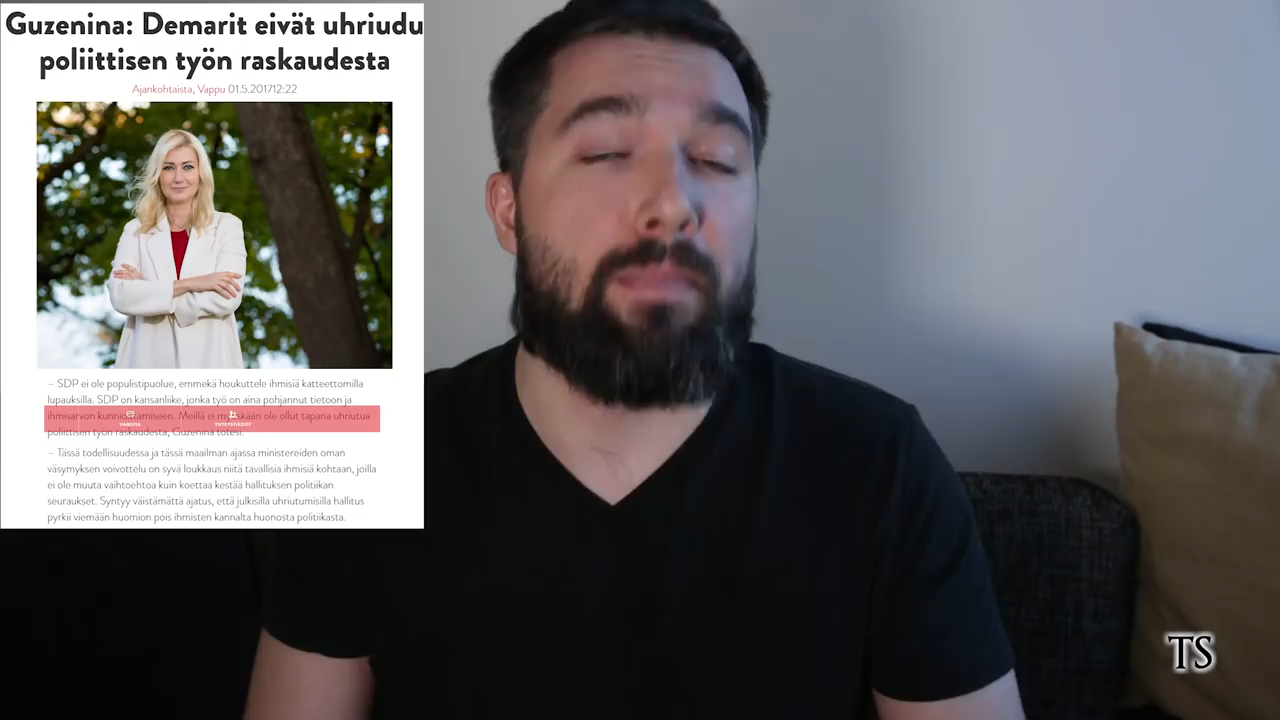 Guzenina: Demarit eivät uhriudu
poliittisen työn raskaudesta
Ajankohtaista, Vappu 01.5.201712:22
– SDP ei ole populistipuolue, emmekä houkuttele ihmisiä katteettomilla
lupauksilla. SDP on kansanliike, jonka työ on aina pohjannut tietoon ja
ihmisarvon kunnioittamiseen. Meillä ei myöskään ole ollut tapana uhriutua
VALIKKO YHTEYSTIEDOT
poliittisen työn raskaudesta, Guzenina totesi.
– Tässä todellisuudessa ja tässä maailman ajassa ministereiden oman
väsymyksen voivottelu on syvä loukkaus niitä tavallisia ihmisiä kohtaan, joilla
ei ole muuta vaihtoehtoa kuin koettaa kestää hallituksen politiikan
seuraukset. Syntyy väistämättä ajatus, että julkisilla uhriutumisilla hallitus
pyrkii viemään huomion pois ihmisten kannalta huonosta politiikasta.
TS